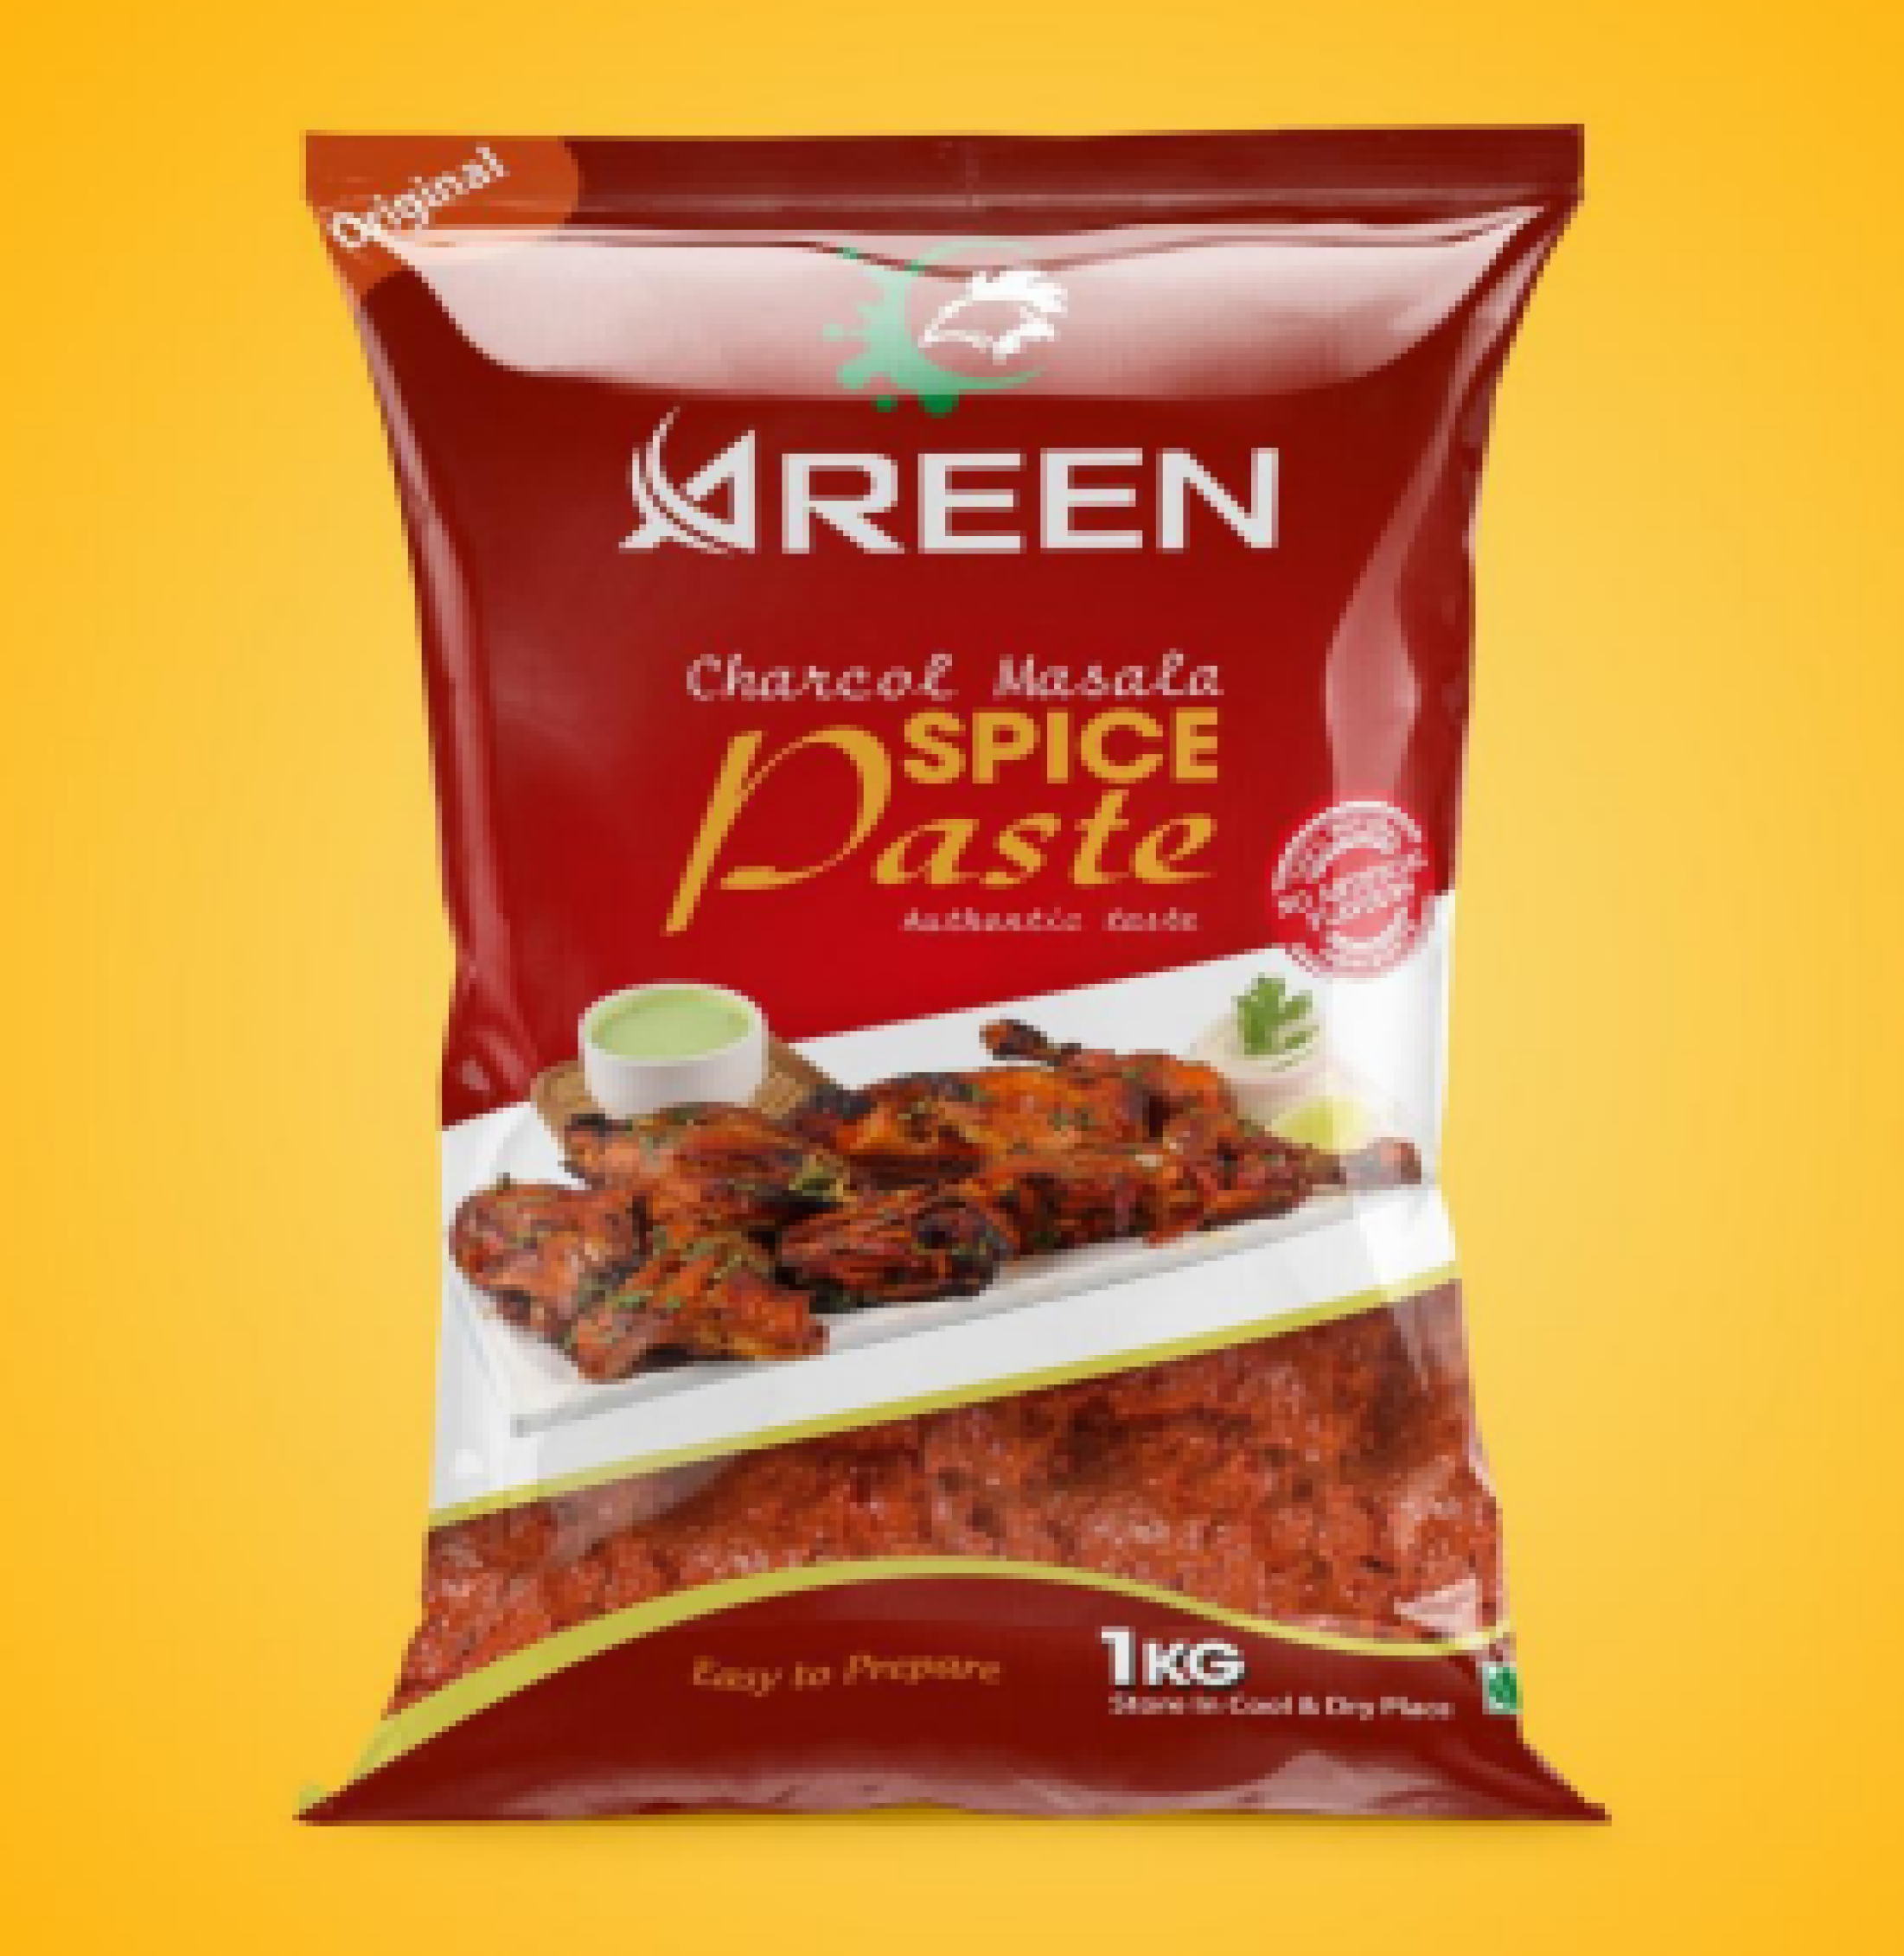 Original
AREEN
Charcol Masala
SPICE
Paste
Authentic taste
Easy to Prepare
1KG
Store In Cool & Dry Place